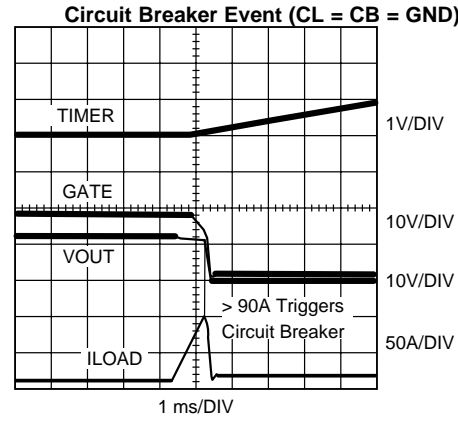 Circuit Breaker Event (CL = CB = GND)
TIMER
1V/DIV
GATE
10V/DIV
VOUT
10V/DIV
> 90A Triggers
Circuit Breaker
50A/DIV
ILOAD
1 ms/DIV